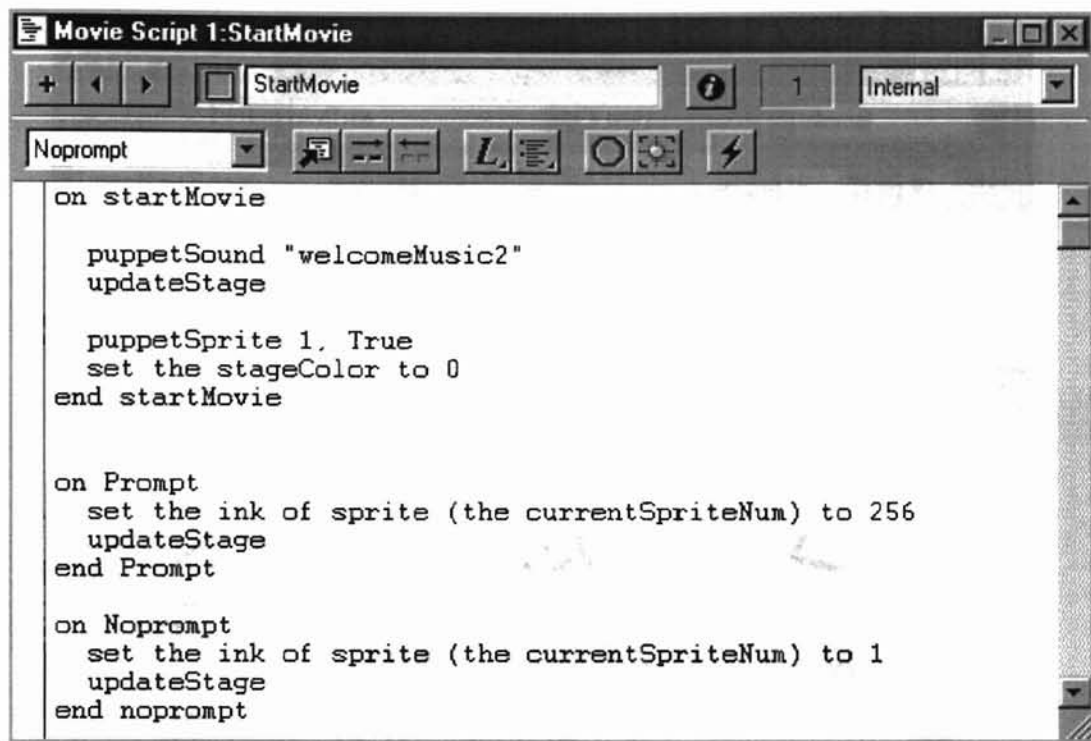 Movie Script 1:StartMovie
StartMovie
1
Internal
Noprompt
L
on startMovie
puppetSound "welcomeMusic2"
updateStage
puppetSprite 1, True
set the stageColor to 0
end startMovie
on Prompt
set the ink of sprite (the currentSpriteNum) to 256
updateStage
end Prompt
on Noprompt
set the ink of sprite (the currentSpriteNum) to 1
updateStage
end noprompt